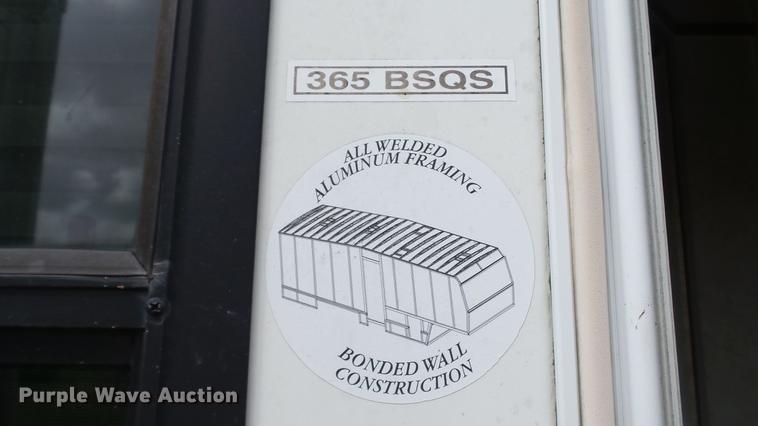 365 BSQS
ALL WELDED
ALUMINUM FRAMING
BONDED WALL
CONSTRUCTION
Purple Wave Auction